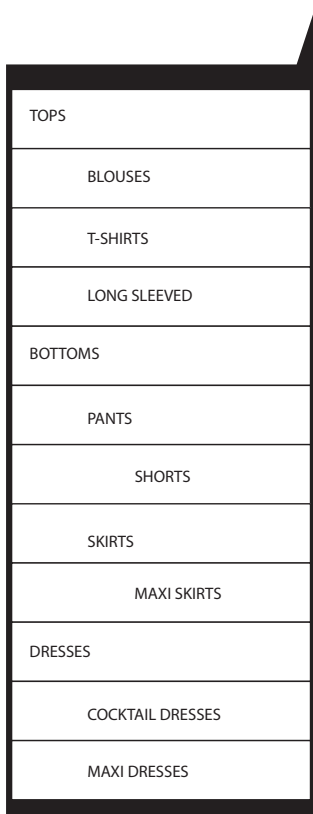 TOPS
BLOUSES
T-SHIRTS
LONG SLEEVED
BOTTOMS
PANTS
SHORTS
SKIRTS
MAXI SKIRTS
DRESSES
COCKTAIL DRESSES
MAXI DRESSES